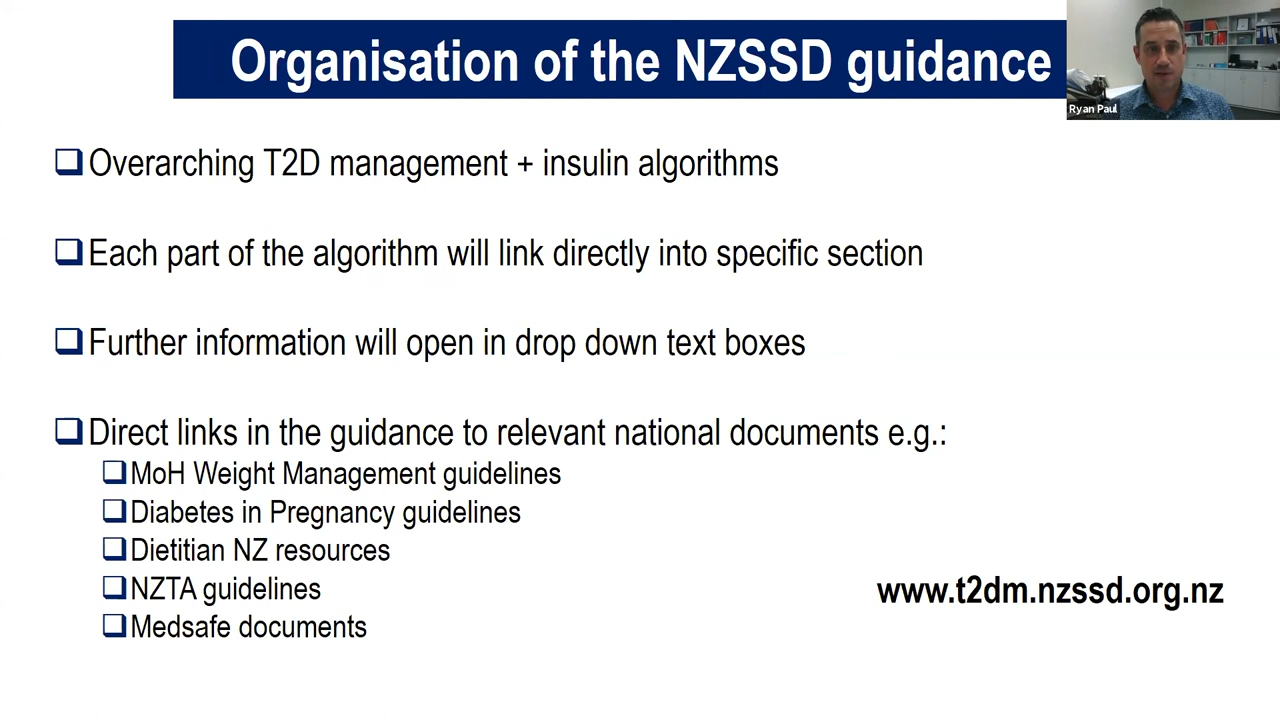 Organisation of the NZSSD guidance
Ryan Paul
Overarching T2D management + insulin algorithms
Each part of the algorithm will link directly into specific section
Further information will open in drop down text boxes
Direct links in the guidance to relevant national documents e.g.:
MoH Weight Management guidelines
Diabetes in Pregnancy guidelines
Dietitian NZ resources
NZTA guidelines
www.t2dm.nzssd.org.nz
Medsafe documents